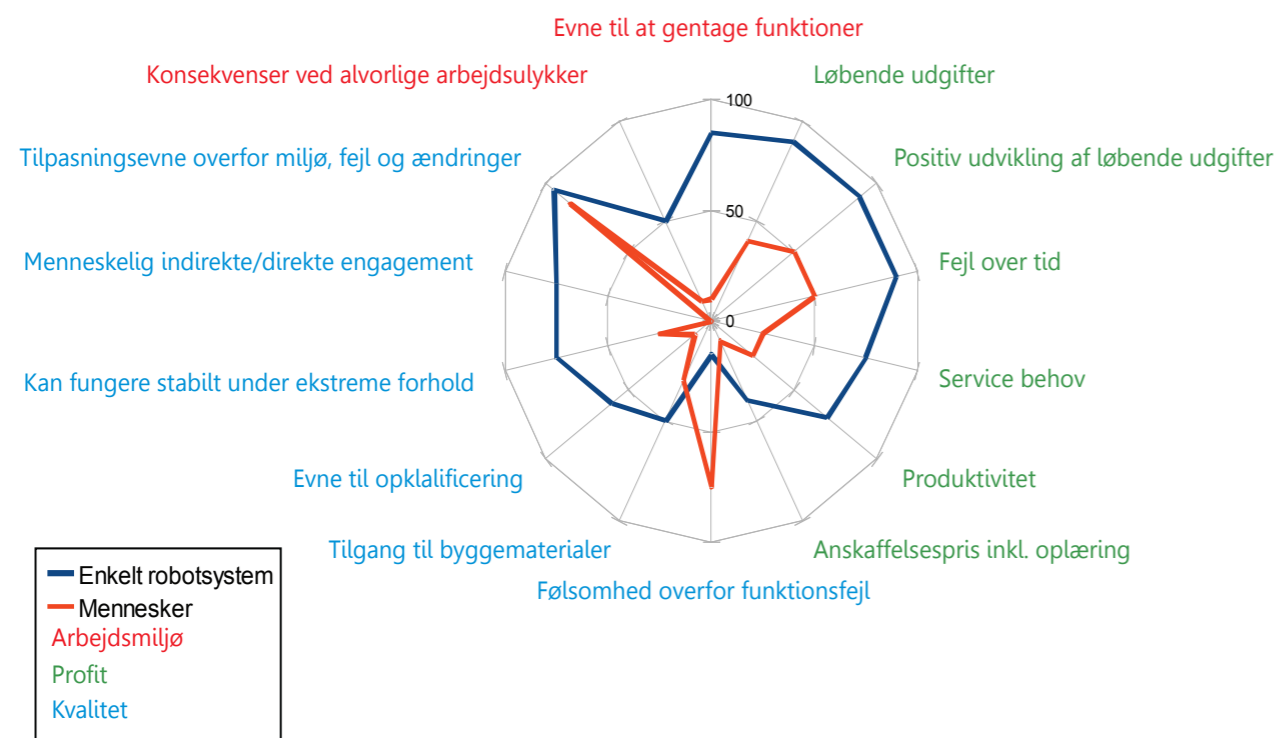 Evne til at gentage funktioner
Konsekvenser ved alvorlige arbejdsulykker
Løbende udgifter
100
Tilpasningsevne overfor miljø, fejl og ændringer
Positiv udvikling af løbende udgifter
50
Menneskelig indirekte/direkte engagement
Fejl over tid
0
Kan fungere stabilt under ekstreme forhold
Service behov
Evne til opklalificering
Produktivitet
Tilgang til byggematerialer
Anskaffelsespris inkl. oplæring
Følsomhed overfor funktionsfejl
Enkelt robotsystem
Mennesker
Arbejdsmiljø
Profit
Kvalitet